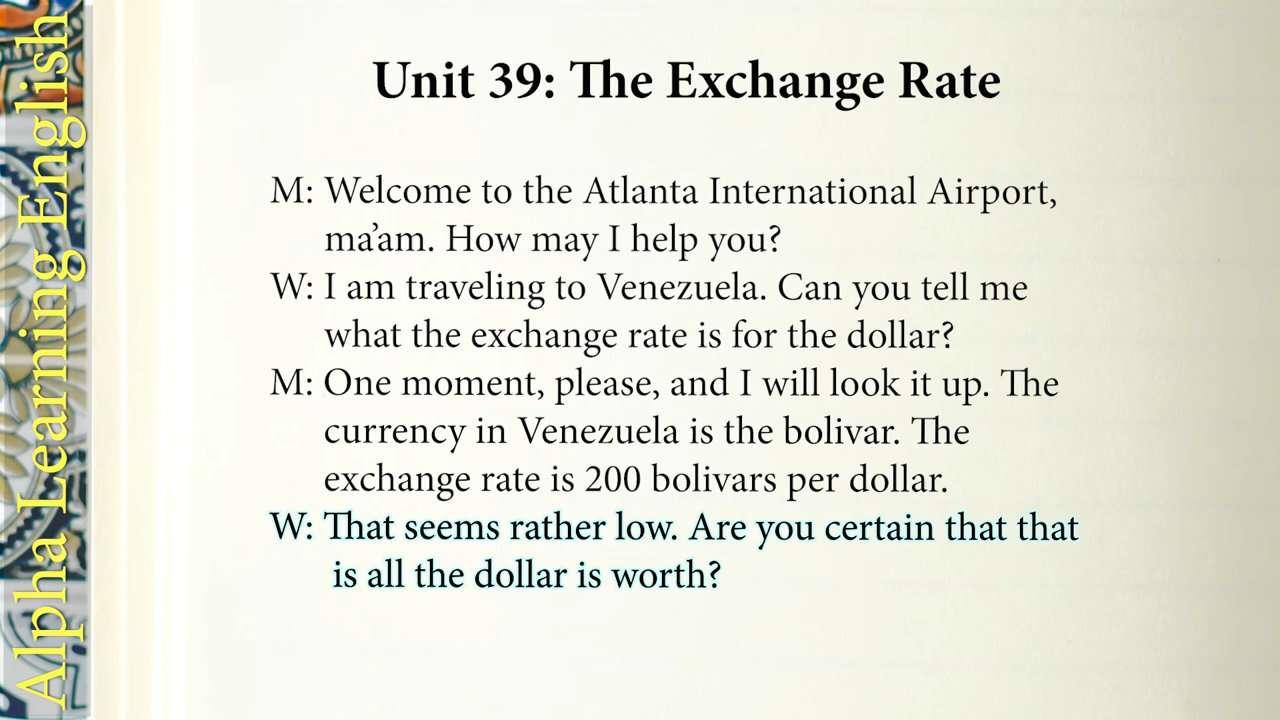 Alpha Learning English
Unit 39: The Exchange Rate
M: Welcome to the Atlanta International Airport,
ma’am. How may I help you?
W: I am traveling to Venezuela. Can you tell me
what the exchange rate is for the dollar?
M: One moment, please, and I will look it up. The
currency in Venezuela is the bolivar. The
exchange rate is 200 bolivars per dollar.
W: That seems rather low. Are you certain that that
is all the dollar is worth?